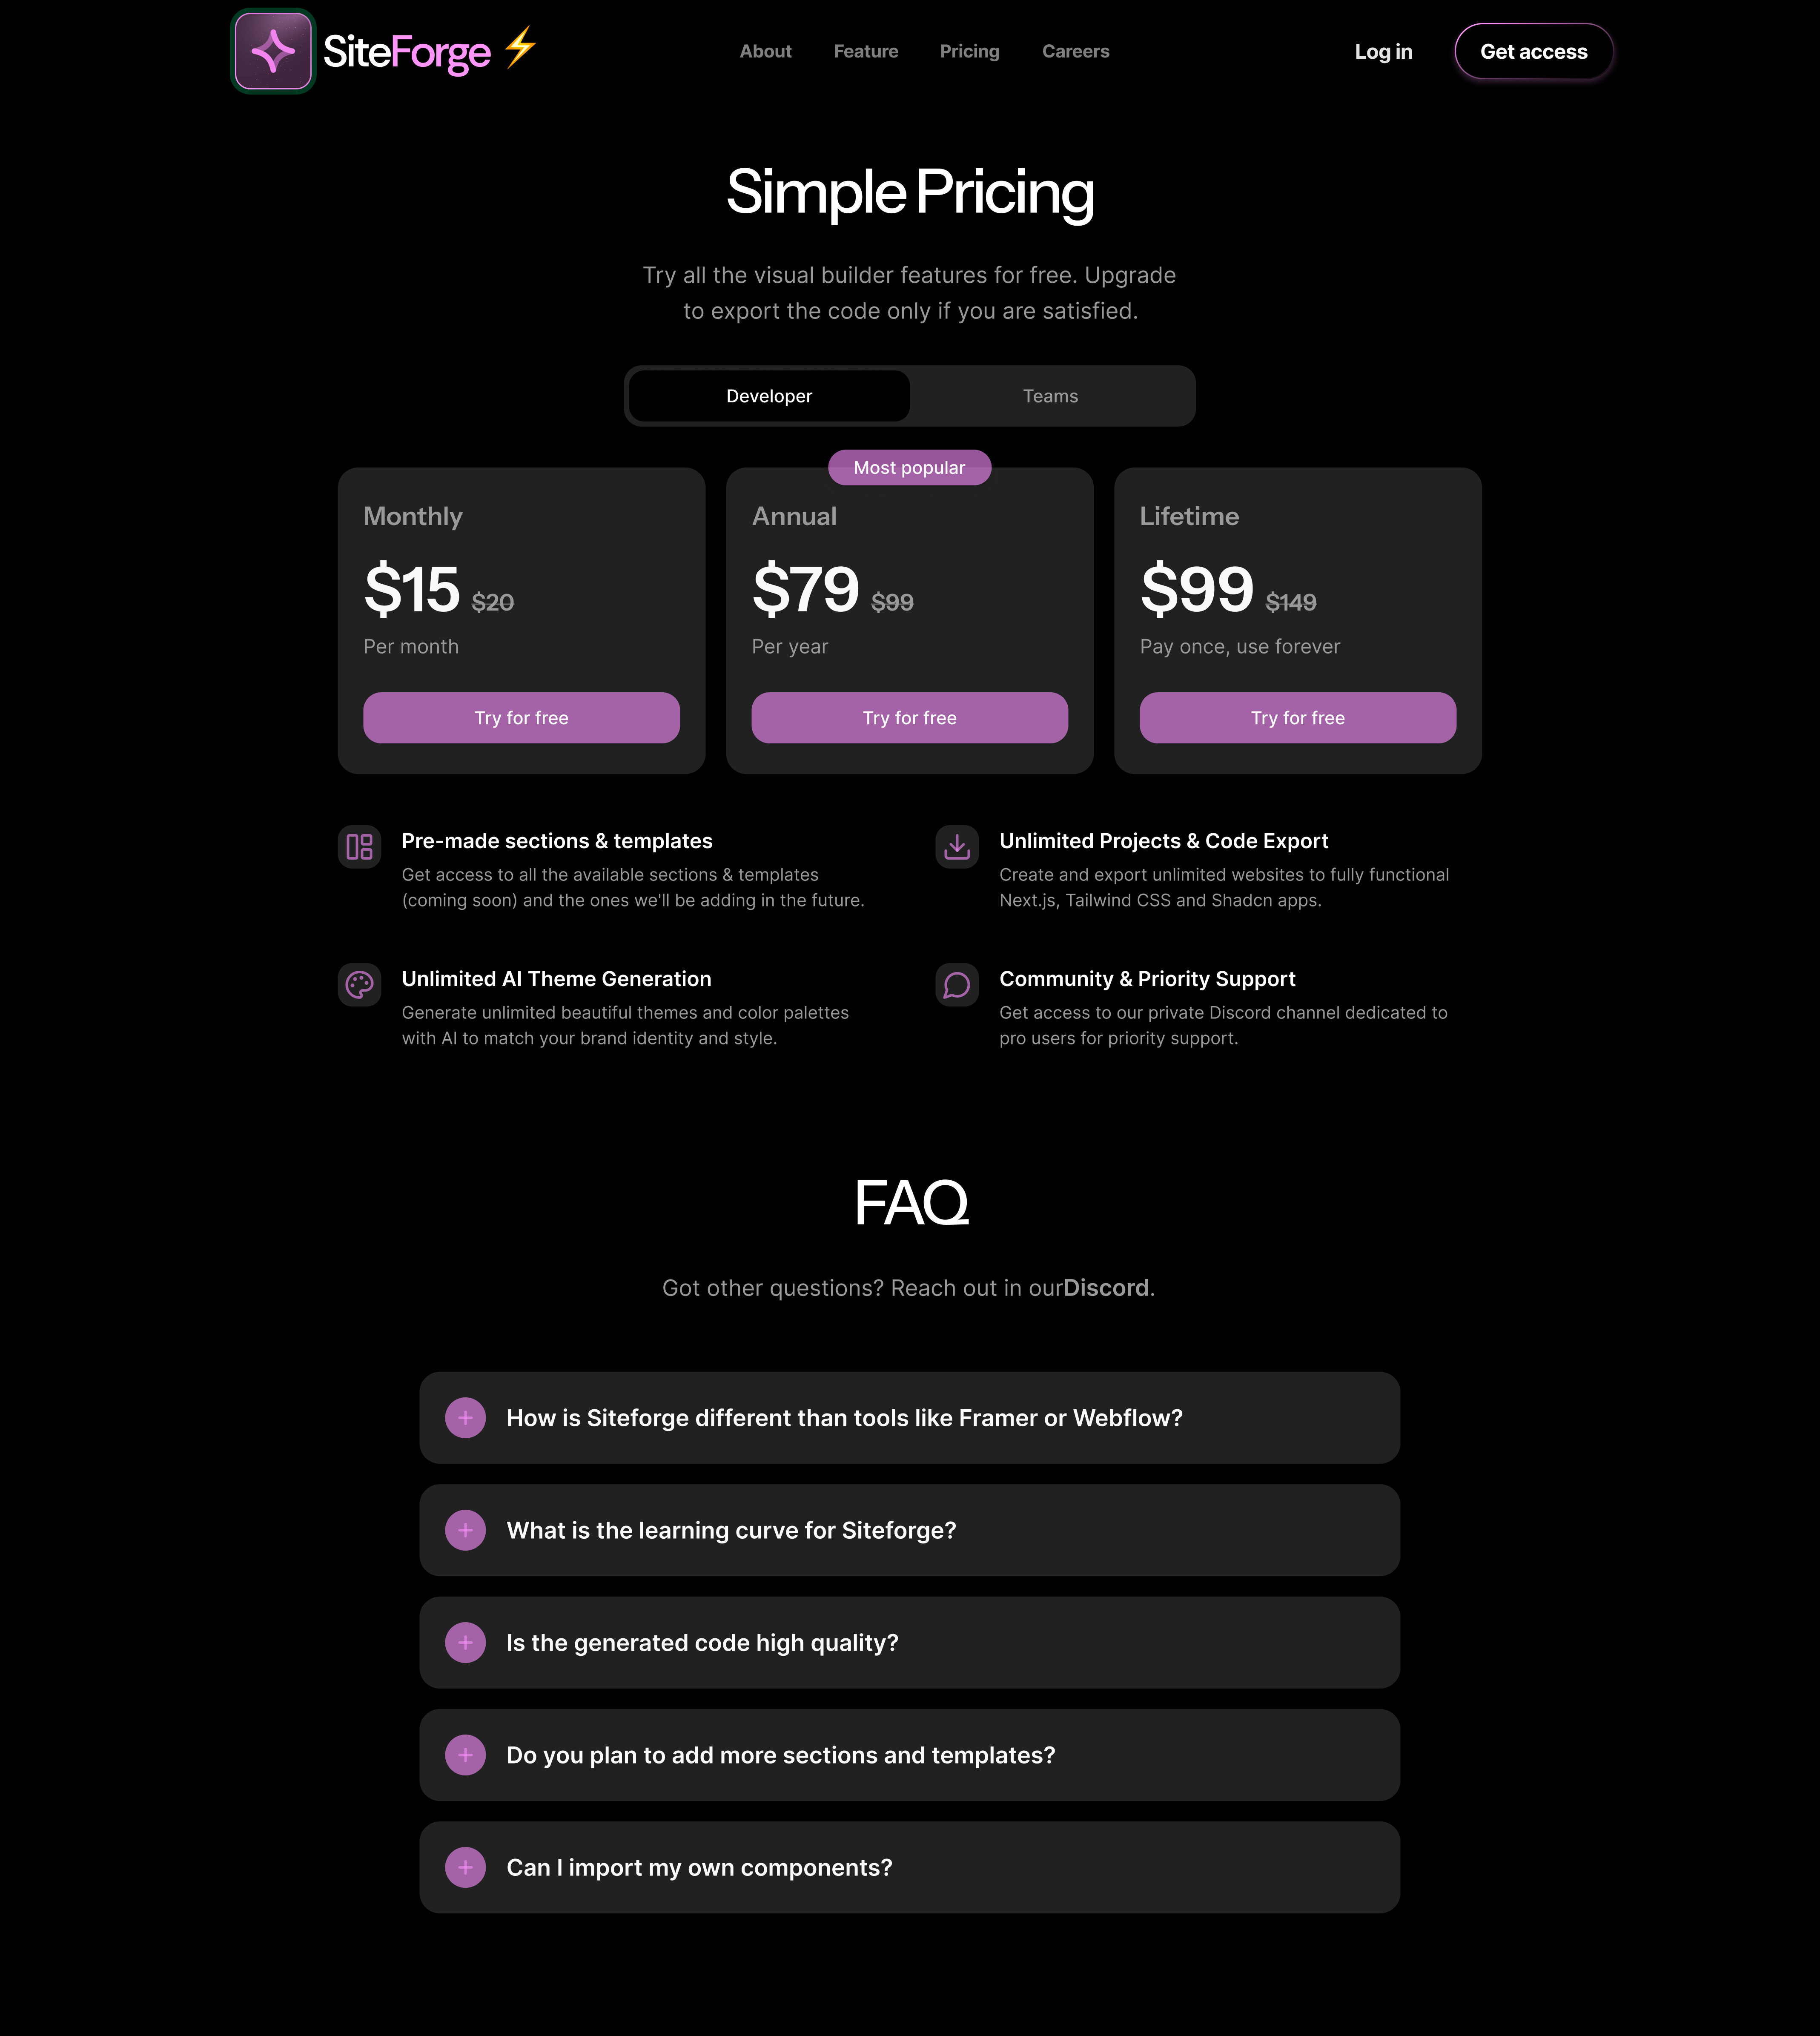 SiteForge ⚡
About Feature Pricing Careers
Log in
Get access
Simple Pricing
Try all the visual builder features for free. Upgrade
to export the code only if you are satisfied.
Developer
Teams
Most popular
Monthly
$15 $20
Per month
Try for free
Annual
$79 $99
Per year
Try for free
Lifetime
$99 $149
Pay once, use forever
Try for free
Pre-made sections & templates
Get access to all the available sections & templates
(coming soon) and the ones we'll be adding in the future.
Unlimited Projects & Code Export
Create and export unlimited websites to fully functional
Next.js, Tailwind CSS and Shadcn apps.
Unlimited AI Theme Generation
Generate unlimited beautiful themes and color palettes
with AI to match your brand identity and style.
Community & Priority Support
Get access to our private Discord channel dedicated to
pro users for priority support.
FAQ
Got other questions? Reach out in ourDiscord.
How is Siteforge different than tools like Framer or Webflow?
What is the learning curve for Siteforge?
Is the generated code high quality?
Do you plan to add more sections and templates?
Can I import my own components?